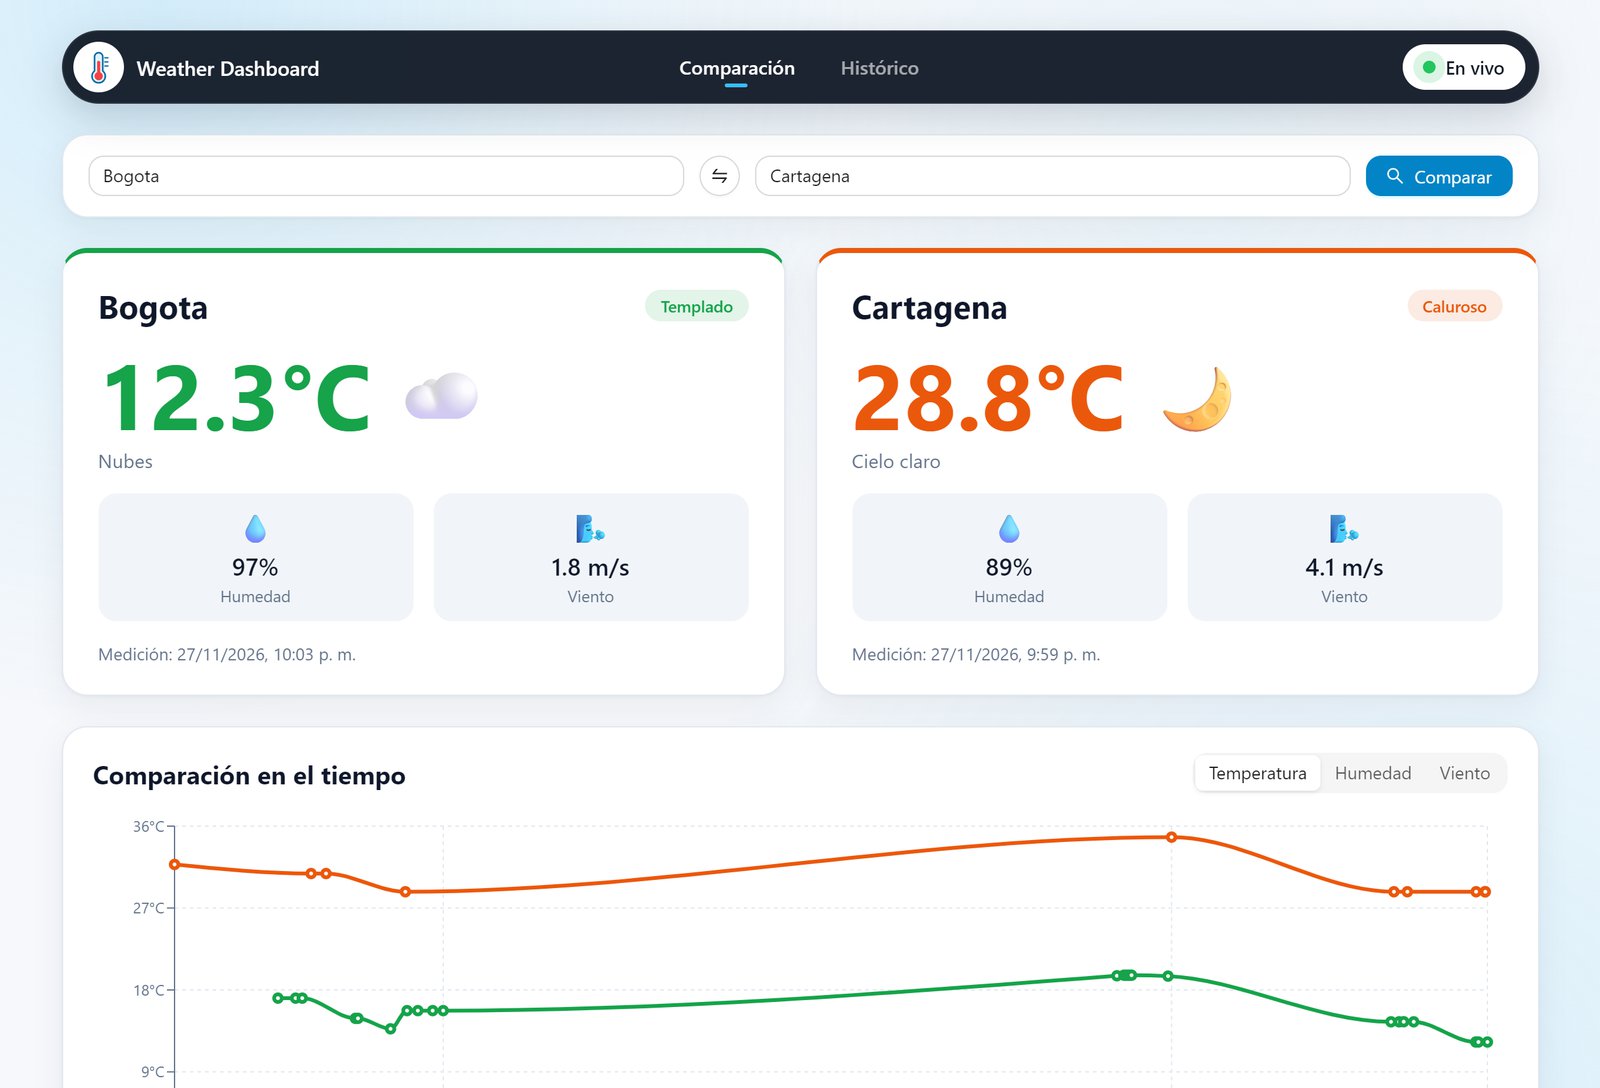 Weather Dashboard
Comparación
Histórico
En vivo
Bogota
Cartagena
Comparar
Bogota
Templado
12.3°C
Nubes
97%
Humedad
1.8 m/s
Viento
Medición: 27/11/2026, 10:03 p. m.
Cartagena
Caluroso
28.8°C
Cielo claro
89%
Humedad
4.1 m/s
Viento
Medición: 27/11/2026, 9:59 p. m.
Comparación en el tiempo
Temperatura
Humedad
Viento
36°C
27°C
18°C
9°C